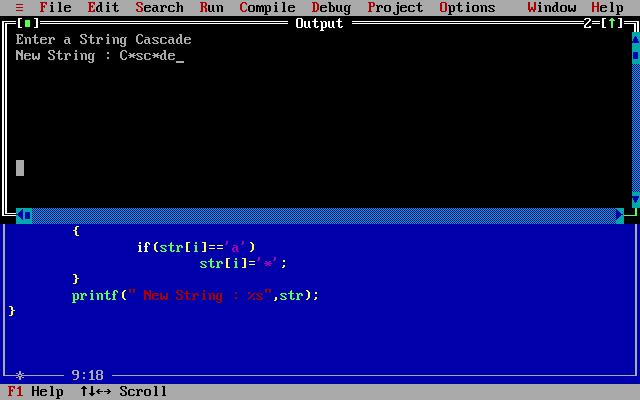 ≡ File Edit Search Run Compile Debug Project Options Window Help
[■] Output 2=[↑]
Enter a String Cascade
New String : C*sc*de_
{
if(str[i]=='a')
str[i]='*';
}
printf(" New String : %s",str);
}
* 9:18
F1 Help ↑↓←→ Scroll